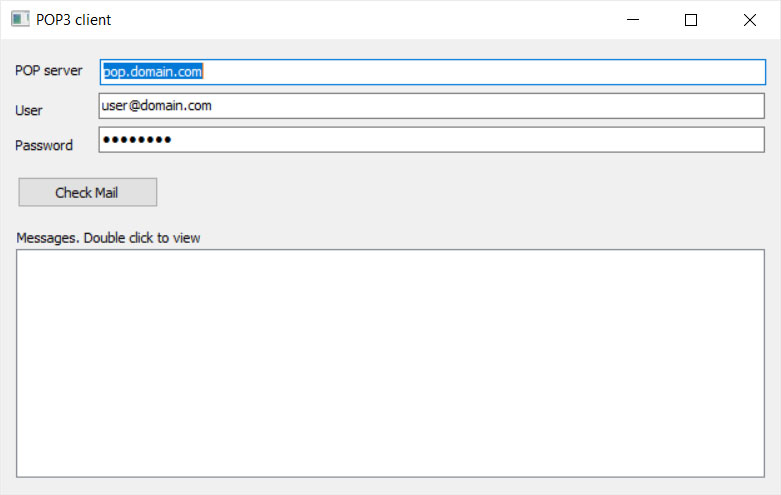 POP3 client
POP server pop.domain.com
User user@domain.com
Password ••••••••
Check Mail
Messages. Double click to view